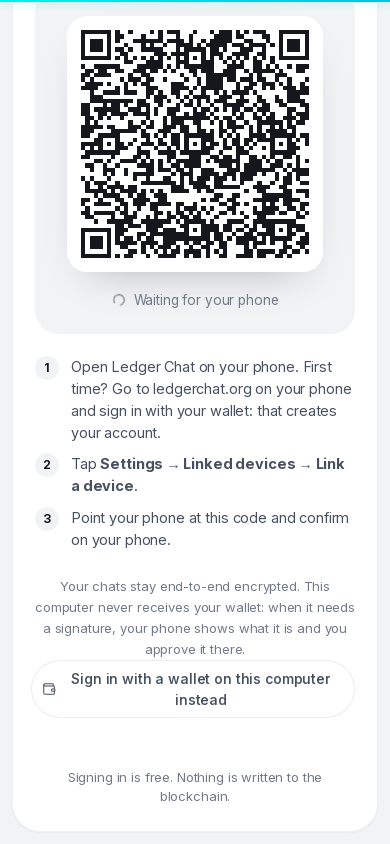 Waiting for your phone
1 Open Ledger Chat on your phone. First
time? Go to ledgerchat.org on your phone
and sign in with your wallet: that creates
your account.
2 Tap Settings → Linked devices → Link
a device.
3 Point your phone at this code and confirm
on your phone.
Your chats stay end-to-end encrypted. This
computer never receives your wallet: when it needs
a signature, your phone shows what it is and you
approve it there.
Sign in with a wallet on this computer
instead
Signing in is free. Nothing is written to the
blockchain.